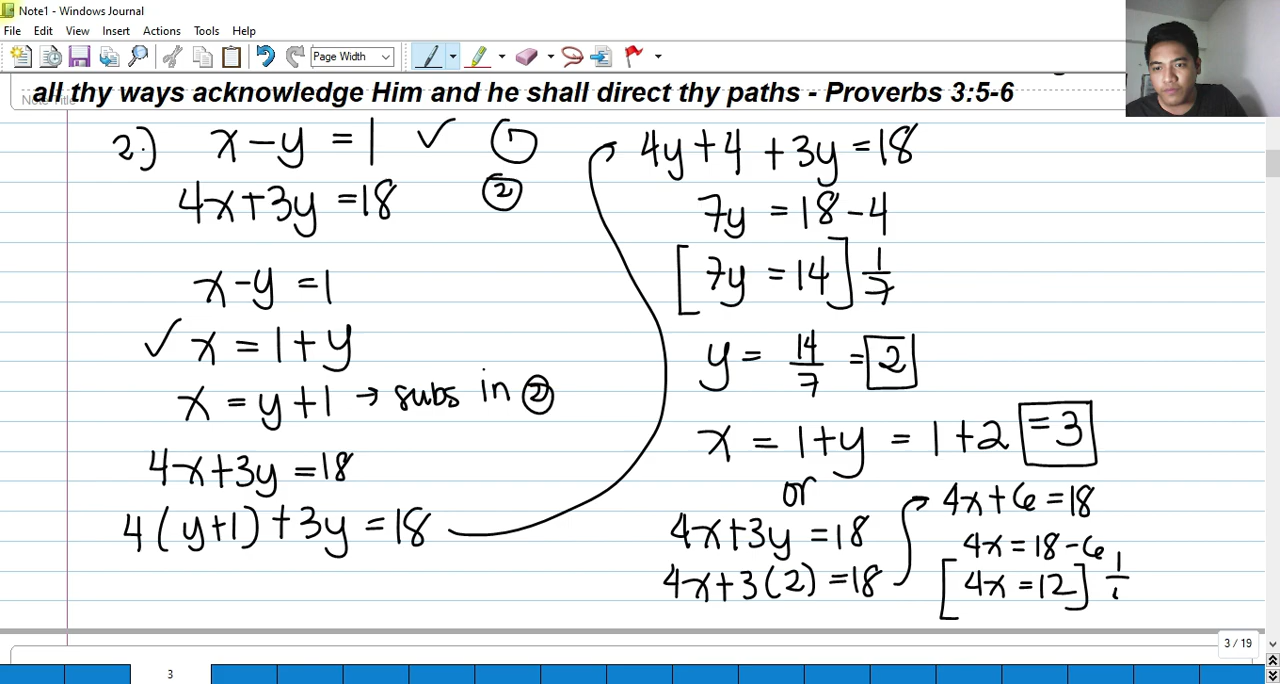 Note1 - Windows Journal
File Edit View Insert Actions Tools Help
Page Width
all thy ways acknowledge Him and he shall direct thy paths - Proverbs 3:5-6
Note Title
2.) x - y = 1 ✓ ①
4x + 3y = 18 ②
x - y = 1
✓ x = 1 + y
x = y + 1 → subs in ②
4x + 3y = 18
4(y+1) + 3y = 18
4y + 4 + 3y = 18
7y = 18 - 4
[7y = 14] 1/7
y = 14/7 = 2
x = 1 + y = 1 + 2 = 3
or
4x + 3y = 18
4x + 3(2) = 18
4x + 6 = 18
4x = 18 - 6
[4x = 12] 1/
3 / 19
3